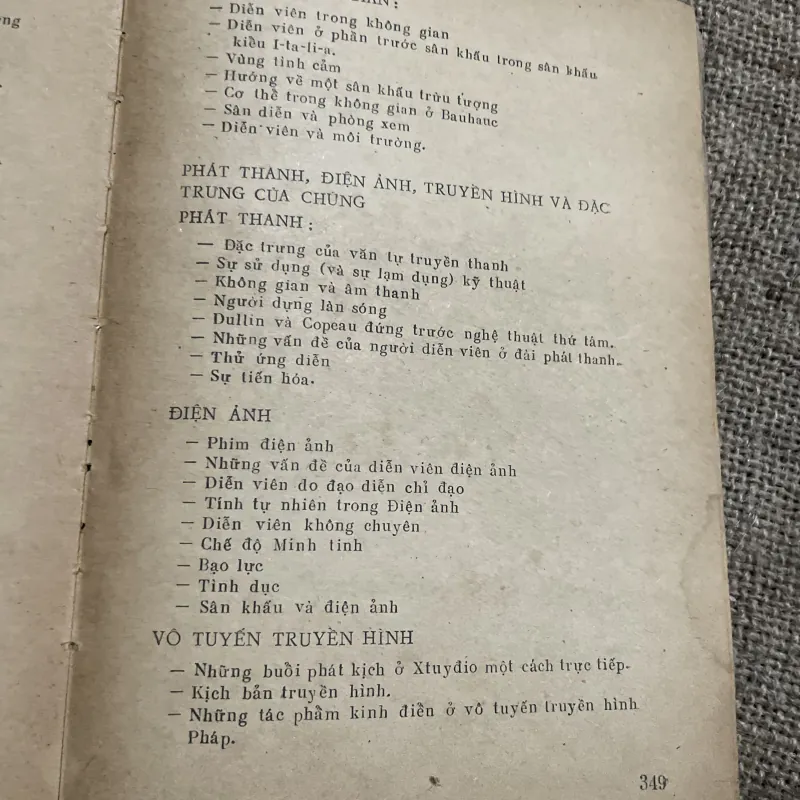 — Diễn viên trong không gian
— Diễn viên ở phần trước sân khấu trong sân khấu
kiểu I-ta-li-a.
— Vùng tình cảm
— Hướng về một sân khấu trừu tượng
— Cơ thể trong không gian ở Bauhauc
— Sân diễn và phòng xem
— Diễn viên và môi trường.
PHÁT THANH, ĐIỆN ẢNH, TRUYỀN HÌNH VÀ ĐẶC
TRƯNG CỦA CHÚNG
PHÁT THANH :
— Đặc trưng của văn tự truyền thanh
— Sự sử dụng (và sự lạm dụng) kỹ thuật
— Không gian và âm thanh
— Người dựng làn sóng
— Dullin và Copeau đứng trước nghệ thuật thứ tám.
— Những vấn đề của người diễn viên ở đài phát thanh.
— Thử ứng diễn
— Sự tiến hóa.
ĐIỆN ẢNH
— Phim điện ảnh
— Những vấn đề của diễn viên điện ảnh
— Diễn viên do đạo diễn chỉ đạo
— Tính tự nhiên trong Điện ảnh
— Diễn viên không chuyên
— Chế độ Minh tinh
— Bạo lực
— Tình dục
— Sân khấu và điện ảnh
VÔ TUYẾN TRUYỀN HÌNH
— Những buổi phát kịch ở Xtuyđio một cách trực tiếp.
— Kịch bản truyền hình.
— Những tác phẩm kinh điển ở vô tuyến truyền hình
Pháp.
349